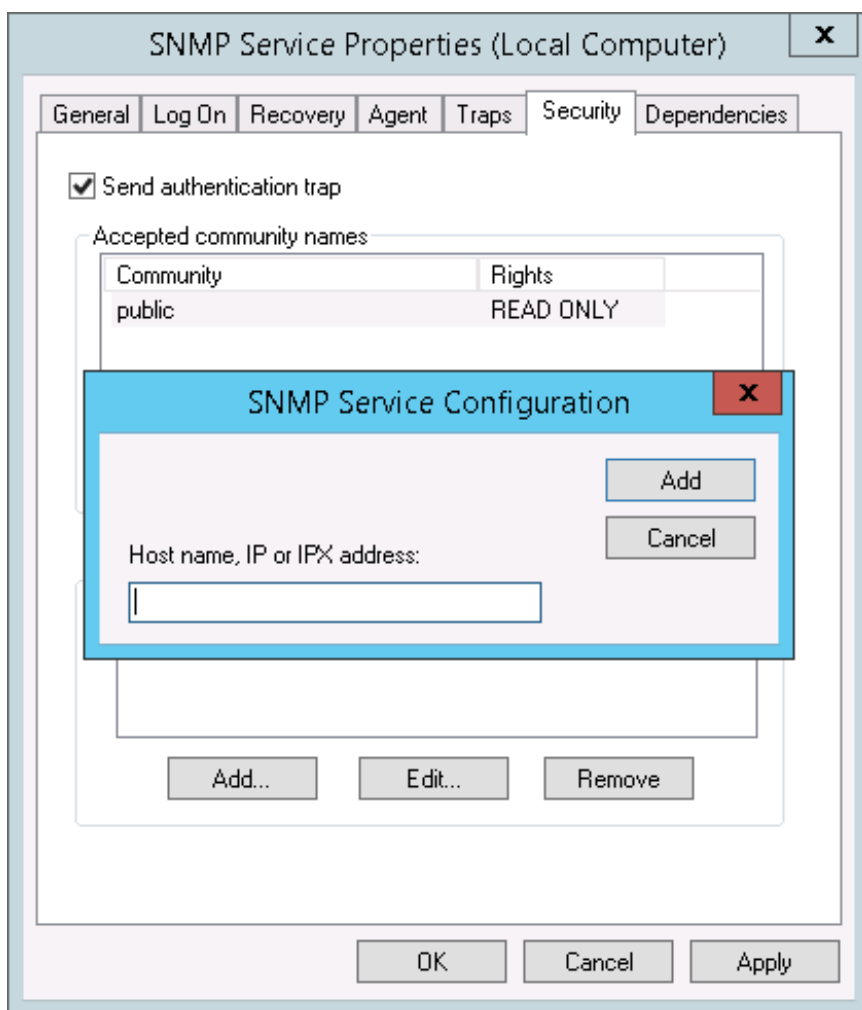 SNMP Service Properties (Local Computer)
x
General Log On Recovery Agent Traps Security Dependencies
Send authentication trap
Accepted community names
Community Rights
public READ ONLY
SNMP Service Configuration
x
Add
Cancel
Host name, IP or IPX address:
Add... Edit... Remove
OK Cancel Apply